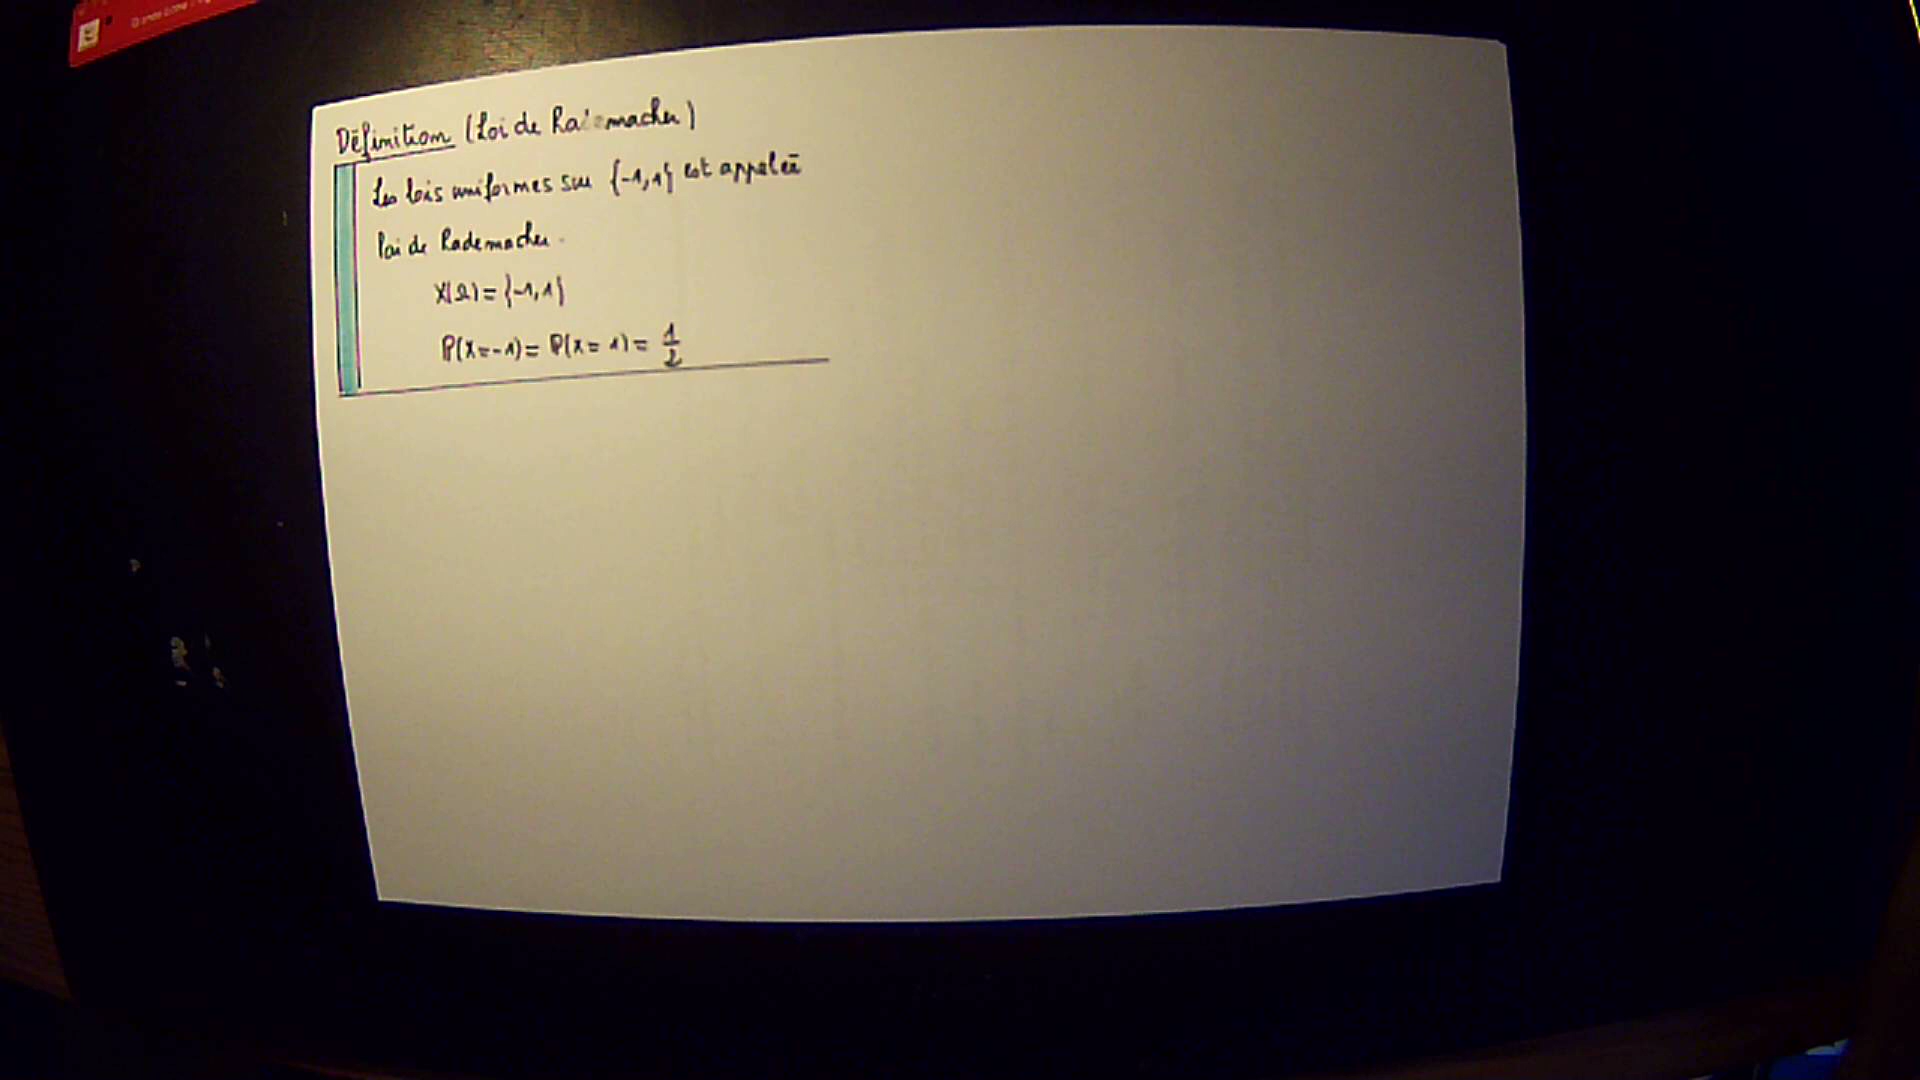 Définition (Loi de Rademacher)
Les lois uniformes sur {-1, 1} est appelée
loi de Rademacher.
X(Ω) = {-1, 1}
P(X=-1) = P(X=1) = 1/2